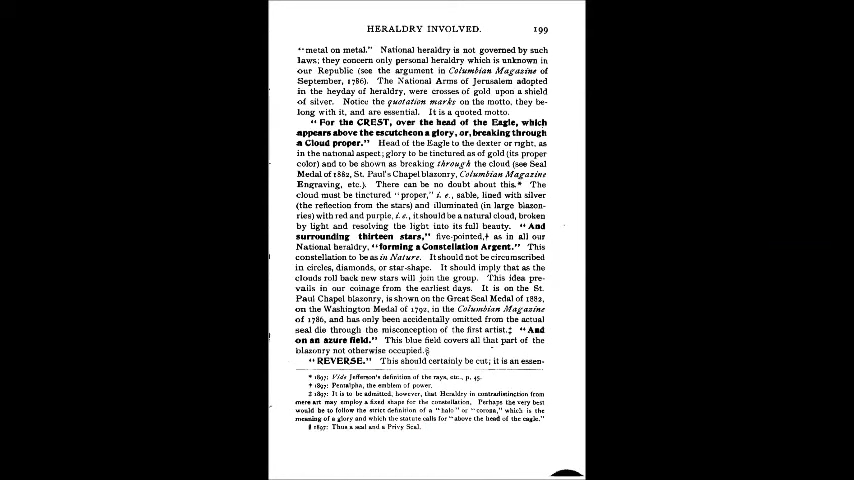 HERALDRY INVOLVED. 199
"metal on metal." National heraldry is not governed by such
laws; they concern only personal heraldry which is unknown in
our Republic (see the argument in Columbian Magazine of
September, 1786). The National Arms of Jerusalem adopted
in the heyday of heraldry, were crosses of gold upon a shield
of silver. Notice the quotation marks on the motto, they be-
long with it, and are essential. It is a quoted motto.
"For the CREST, over the head of the Eagle, which
appears above the escutcheon a glory, or, breaking through
a Cloud proper." Head of the Eagle to the dexter or right, as
in the national aspect; glory to be tinctured as of gold (its proper
color) and to be shown as breaking through the cloud (see Seal
Medal of 1882, St. Paul's Chapel blazonry, Columbian Magazine
Engraving, etc.). There can be no doubt about this.* The
cloud must be tinctured "proper," i. e., sable, lined with silver
(the reflection from the stars) and illuminated (in large blazon-
ries) with red and purple, i. e., it should be a natural cloud, broken
by light and resolving the light into its full beauty. "And
surrounding thirteen stars," five-pointed,† as in all our
National heraldry, "forming a Constellation Argent." This
constellation to be as in Nature. It should not be circumscribed
in circles, diamonds, or star-shape. It should imply that as the
clouds roll back new stars will join the group. This idea pre-
vails in our coinage from the earliest days. It is on the St.
Paul Chapel blazonry, is shown on the Great Seal Medal of 1882,
on the Washington Medal of 1792, in the Columbian Magazine
of 1786, and has only been accidentally omitted from the actual
seal die through the misconception of the first artist.‡ "And
on an azure field." This blue field covers all that part of the
blazonry not otherwise occupied.§
"REVERSE." This should certainly be cut; it is an essen-
* 1897: Vide Jefferson's definition of the rays, etc., p. 45.
† 1897: Pentalpha, the emblem of power.
‡ 1897: It is to be admitted, however, that Heraldry in contradistinction from
mere art may employ a fixed shape for the constellation. Perhaps the very best
would be to follow the strict definition of a "halo" or "corona," which is the
meaning of a glory and which the statute calls for "above the head of the eagle."
§ 1897: Thus a seal and a Privy Seal.